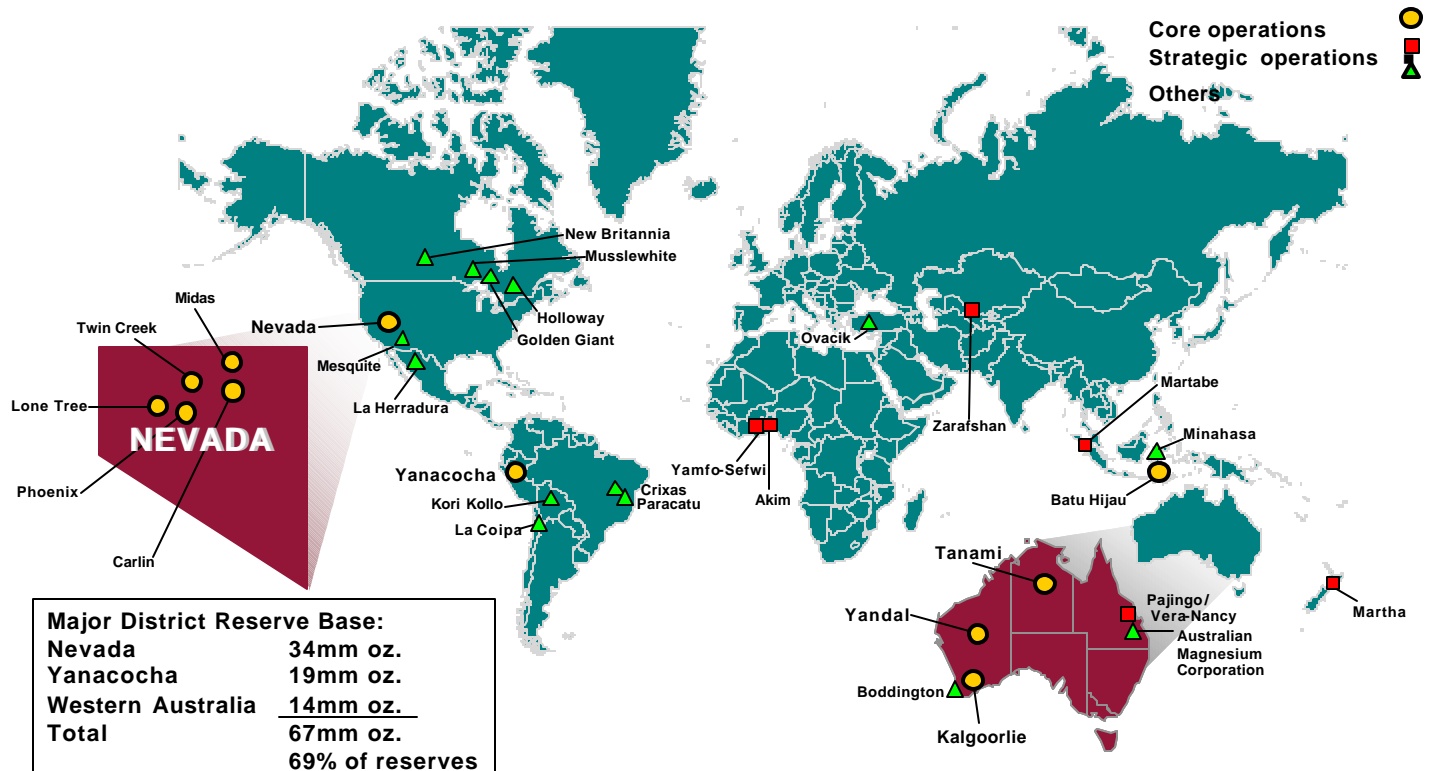 Core operations
Strategic operations
Others
New Britannia
Musslewhite
Midas
Twin Creek
Nevada
Holloway
Golden Giant
Ovacik
Mesquite
Lone Tree
La Herradura
Martabe
NEVADA
Zarafshan
Minahasa
Yamfo-Sefwi
Yanacocha
Phoenix
Kori Kollo
Crixas
Paracatu
Akim
Batu Hijau
La Coipa
Carlin
Tanami
Pajingo/
Vera-Nancy
Martha
Yandal
Australian
Magnesium
Corporation
Boddington
Kalgoorlie
Major District Reserve Base:
Nevada 34mm oz.
Yanacocha 19mm oz.
Western Australia 14mm oz.
Total 67mm oz.
69% of reserves